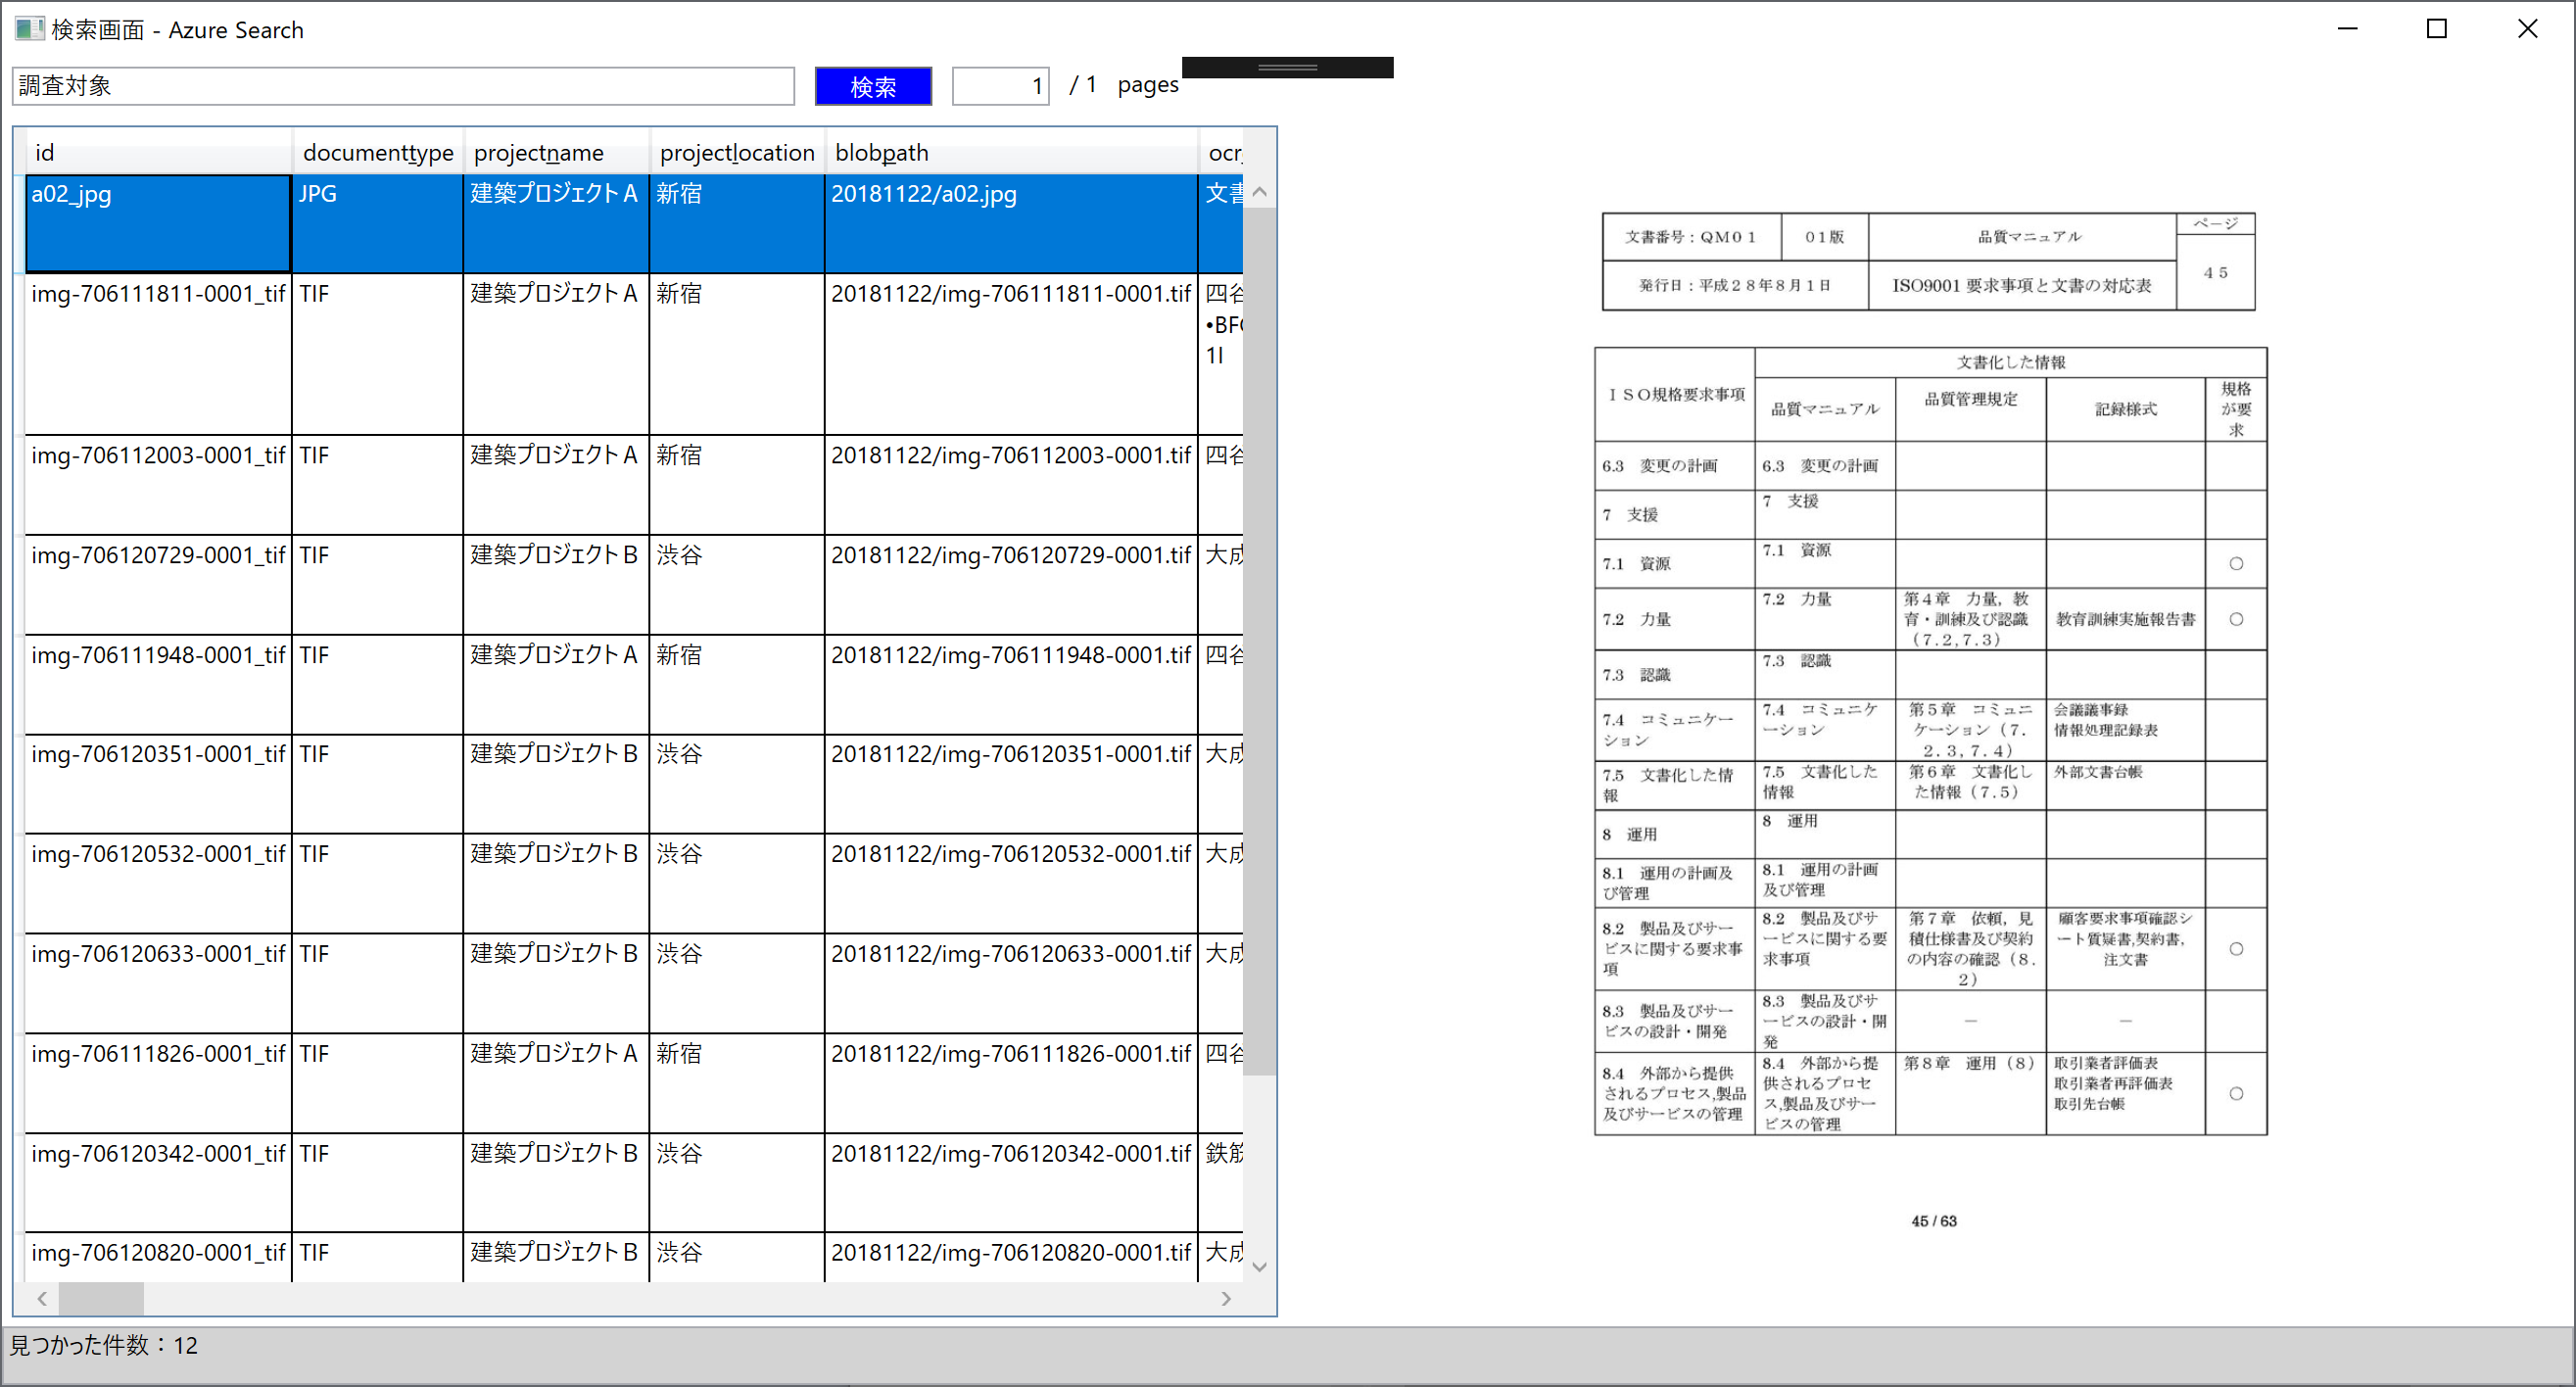 検索画面 - Azure Search
調査対象 検索 1 / 1 pages
id documenttype projectname projectlocation blobpath ocr
a02_jpg JPG 建築プロジェクトA 新宿 20181122/a02.jpg 文書
img-706111811-0001_tif TIF 建築プロジェクトA 新宿 20181122/img-706111811-0001.tif 四谷
•BF
1l
img-706112003-0001_tif TIF 建築プロジェクトA 新宿 20181122/img-706112003-0001.tif 四谷
img-706120729-0001_tif TIF 建築プロジェクトB 渋谷 20181122/img-706120729-0001.tif 大成
img-706111948-0001_tif TIF 建築プロジェクトA 新宿 20181122/img-706111948-0001.tif 四谷
img-706120351-0001_tif TIF 建築プロジェクトB 渋谷 20181122/img-706120351-0001.tif 大成
img-706120532-0001_tif TIF 建築プロジェクトB 渋谷 20181122/img-706120532-0001.tif 大成
img-706120633-0001_tif TIF 建築プロジェクトB 渋谷 20181122/img-706120633-0001.tif 大成
img-706111826-0001_tif TIF 建築プロジェクトA 新宿 20181122/img-706111826-0001.tif 四谷
img-706120342-0001_tif TIF 建築プロジェクトB 渋谷 20181122/img-706120342-0001.tif 鉄筋
img-706120820-0001_tif TIF 建築プロジェクトB 渋谷 20181122/img-706120820-0001.tif 大成
見つかった件数：12
文書番号：QM01 01版 品質マニュアル ページ
発行日：平成28年8月1日 ISO9001 要求事項と文書の対応表 45
ISO規格要求事項 文書化した情報
品質マニュアル 品質管理規定 記録様式 規格
が要
求
6.3 変更の計画 6.3 変更の計画
7 支援 7 支援
7.1 資源 7.1 資源 ○
7.2 力量 7.2 力量 第4章 力量，教
育・訓練及び認識
（7.2,7.3） 教育訓練実施報告書 ○
7.3 認識 7.3 認識
7.4 コミュニケー
ション 7.4 コミュニケ
ーション 第5章 コミュニ
ケーション（7．
2．3，7．4） 会議議事録
情報処理記録表
7.5 文書化した情
報 7.5 文書化した
情報 第6章 文書化し
た情報（7.5） 外部文書台帳
8 運用 8 運用
8.1 運用の計画及
び管理 8.1 運用の計画
及び管理
8.2 製品及びサー
ビスに関する要求事
項 8.2 製品及びサ
ービスに関する要
求事項 第7章 依頼，見
積仕様書及び契約
の内容の確認（8．
2） 顧客要求事項確認シ
ート質疑書,契約書，
注文書 ○
8.3 製品及びサー
ビスの設計・開発 8.3 製品及びサ
ービスの設計・開
発 － －
8.4 外部から提供
されるプロセス,製品
及びサービスの管理 8.4 外部から提
供されるプロセ
ス,製品及びサー
ビスの管理 第8章 運用（8） 取引業者評価表
取引業者再評価表
取引先台帳 ○
45 / 63